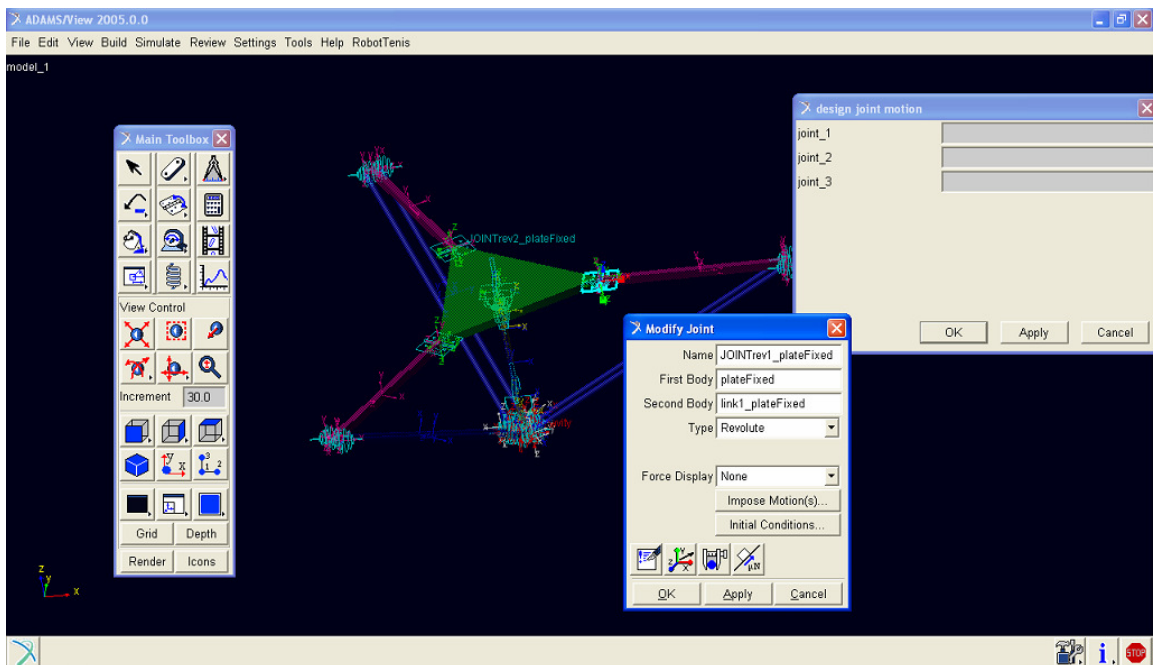 ADAMS/View 2005.0.0
File Edit View Build Simulate Review Settings Tools Help RobotTenis
model_1
Main Toolbox
View Control
Increment 30.0
Grid Depth
Render Icons
JOINTrev2_plateFixed
design joint motion
joint_1
joint_2
joint_3
OK Apply Cancel
Modify Joint
Name JOINTrev1_plateFixed
First Body plateFixed
Second Body link1_plateFixed
Type Revolute
Force Display None
Impose Motion(s)...
Initial Conditions...
OK Apply Cancel
z
y
x
i
STOP